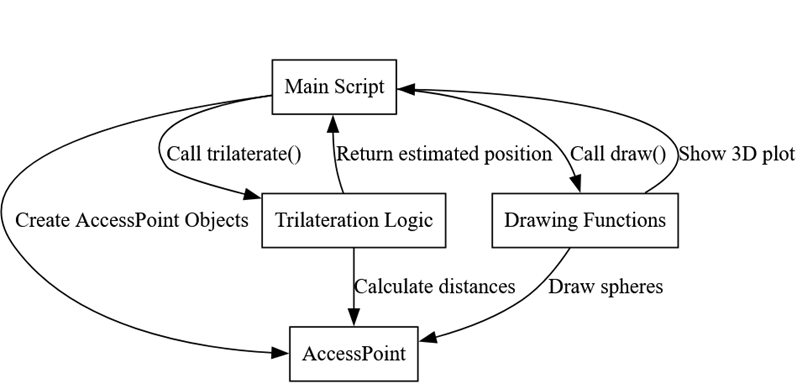 Main Script
Call trilaterate()
Return estimated position
Call draw()
Show 3D plot
Create AccessPoint Objects
Trilateration Logic
Drawing Functions
Calculate distances
Draw spheres
AccessPoint